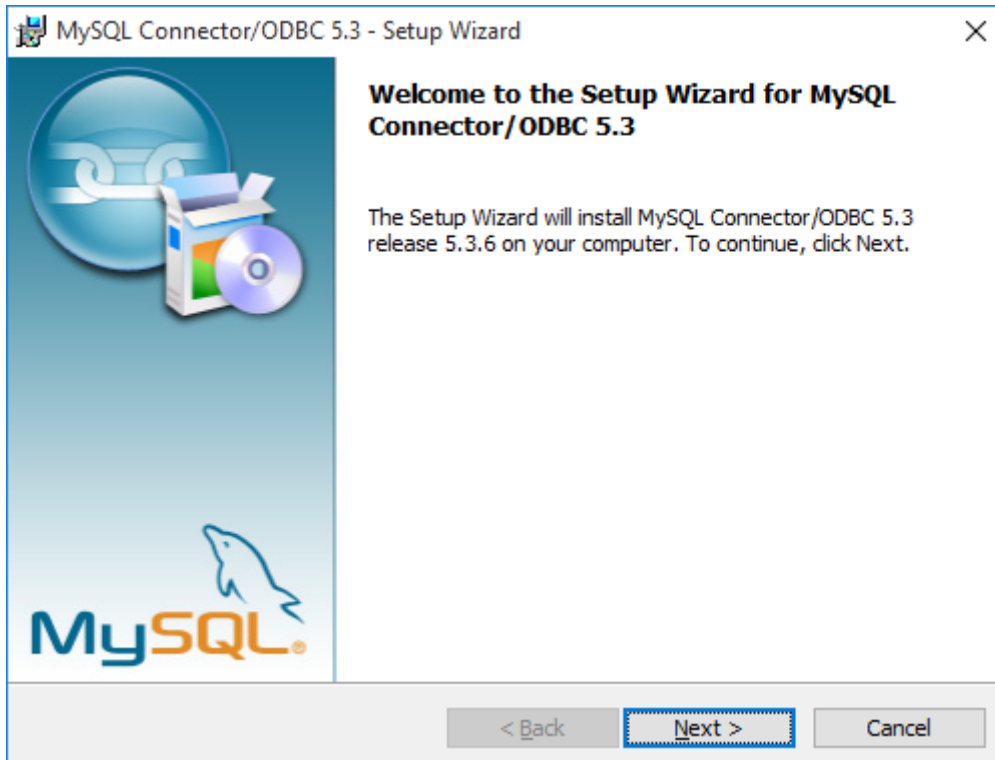 MySQL Connector/ODBC 5.3 - Setup Wizard
Welcome to the Setup Wizard for MySQL
Connector/ODBC 5.3
The Setup Wizard will install MySQL Connector/ODBC 5.3
release 5.3.6 on your computer. To continue, click Next.
MySQL®
< Back
Next >
Cancel